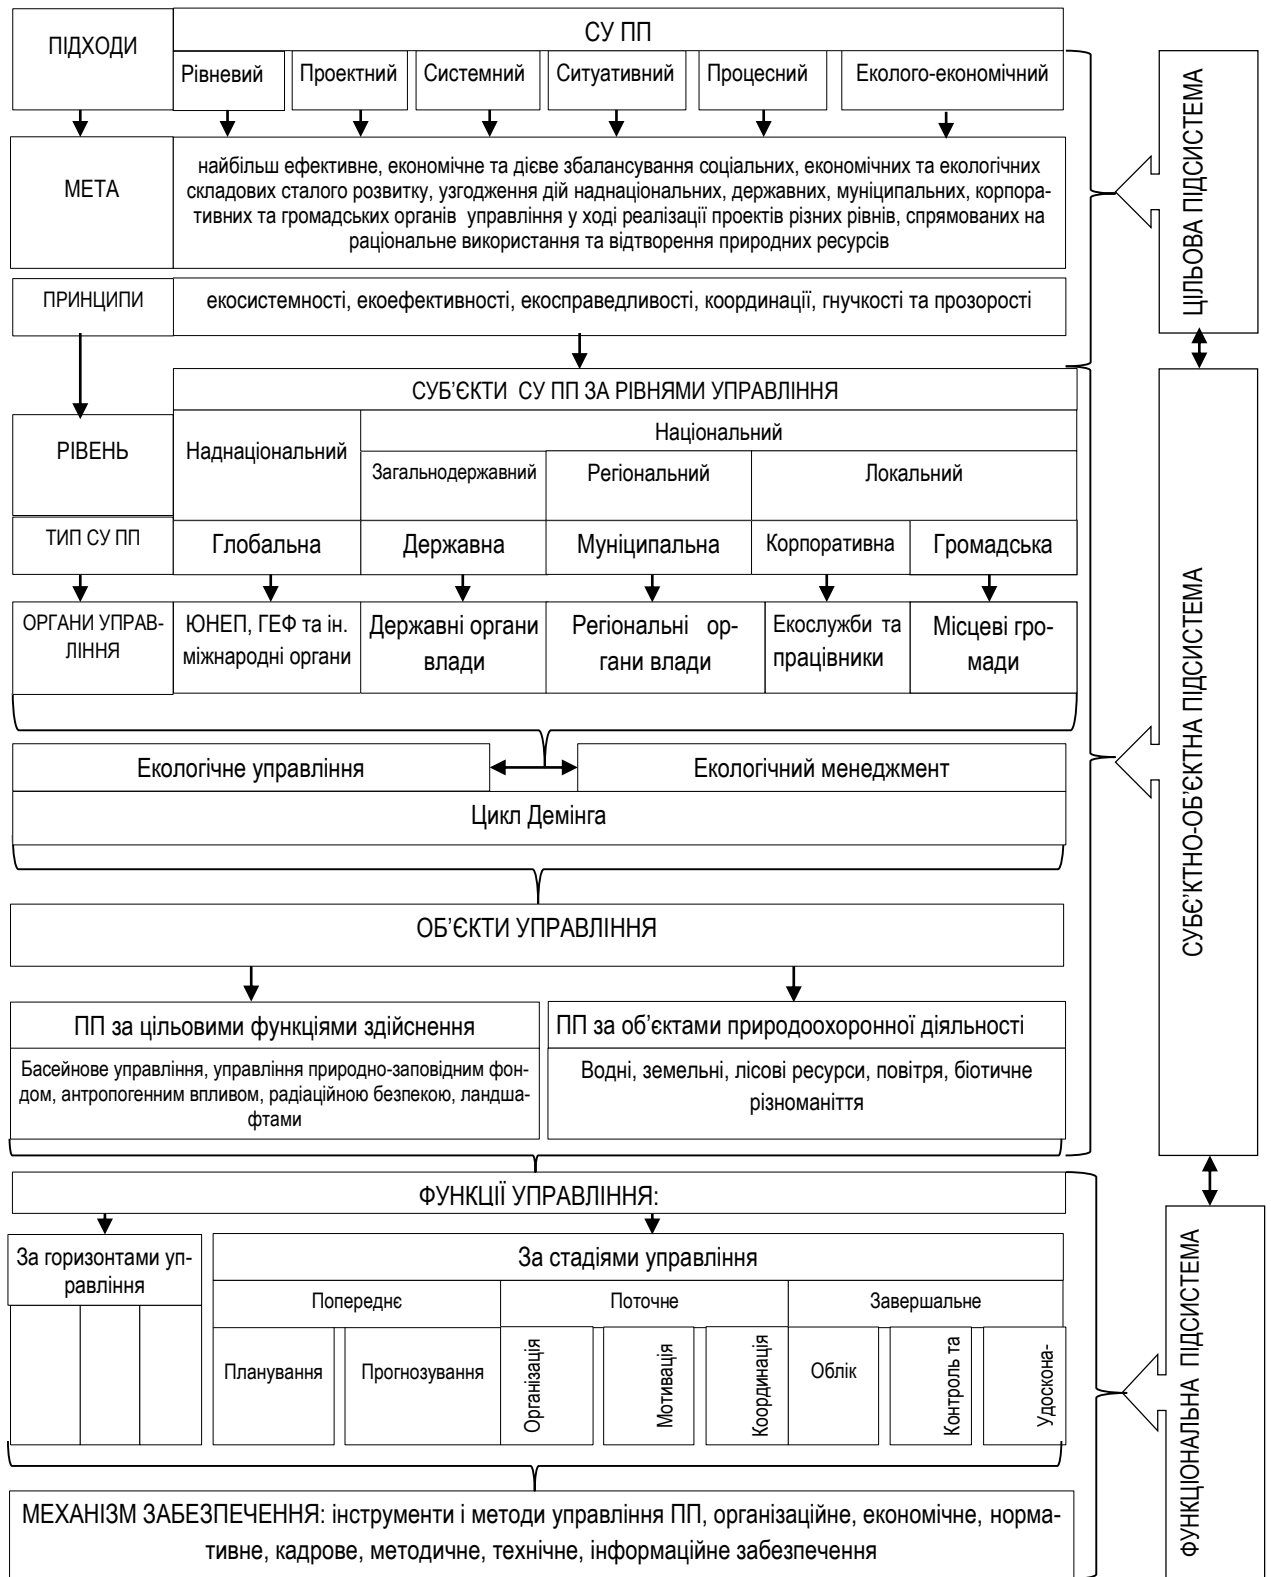 СУ ПП
ПІДХОДИ
Рівневий
Проектний
Системний
Ситуативний
Процесний
Еколого-економічний
МЕТА
найбільш ефективне, економічне та дієве збалансування соціальних, економічних та екологічних
складових сталого розвитку, узгодження дій наднаціональних, державних, муніципальних, корпора-
тивних та громадських органів управління у ході реалізації проектів різних рівнів, спрямованих на
раціональне використання та відтворення природних ресурсів
ПРИНЦИПИ
екосистемності, екоефективності, екосправедливості, координації, гнучкості та прозорості
ЦІЛЬОВА ПІДСИСТЕМА
СУБ'ЄКТИ СУ ПП ЗА РІВНЯМИ УПРАВЛІННЯ
РІВЕНЬ
Наднаціональний
Національний
Загальнодержавний
Регіональний
Локальний
ТИП СУ ПП
Глобальна
Державна
Муніципальна
Корпоративна
Громадська
ОРГАНИ УПРАВ-
ЛІННЯ
ЮНЕП, ГЕФ та ін.
міжнародні органи
Державні органи
влади
Регіональні ор-
гани влади
Екослужби та
працівники
Місцеві гро-
мади
Екологічне управління
Екологічний менеджмент
Цикл Демінга
ОБ'ЄКТИ УПРАВЛІННЯ
ПП за цільовими функціями здійснення
Басейнове управління, управління природно-заповідним фон-
дом, антропогенним впливом, радіаційною безпекою, ландша-
фтами
ПП за об'єктами природоохоронної діяльності
Водні, земельні, лісові ресурси, повітря, біотичне
різноманіття
СУБЄ'КТНО-ОБ'ЄКТНА ПІДСИСТЕМА
ФУНКЦІЇ УПРАВЛІННЯ:
За горизонтами уп-
равління
За стадіями управління
Попереднє
Поточне
Завершальне
Планування
Прогнозування
Організація
Мотивація
Координація
Облік
Контроль та
Удоскона-
МЕХАНІЗМ ЗАБЕЗПЕЧЕННЯ: інструменти і методи управління ПП, організаційне, економічне, норма-
тивне, кадрове, методичне, технічне, інформаційне забезпечення
ФУНКЦІОНАЛЬНА ПІДСИСТЕМА